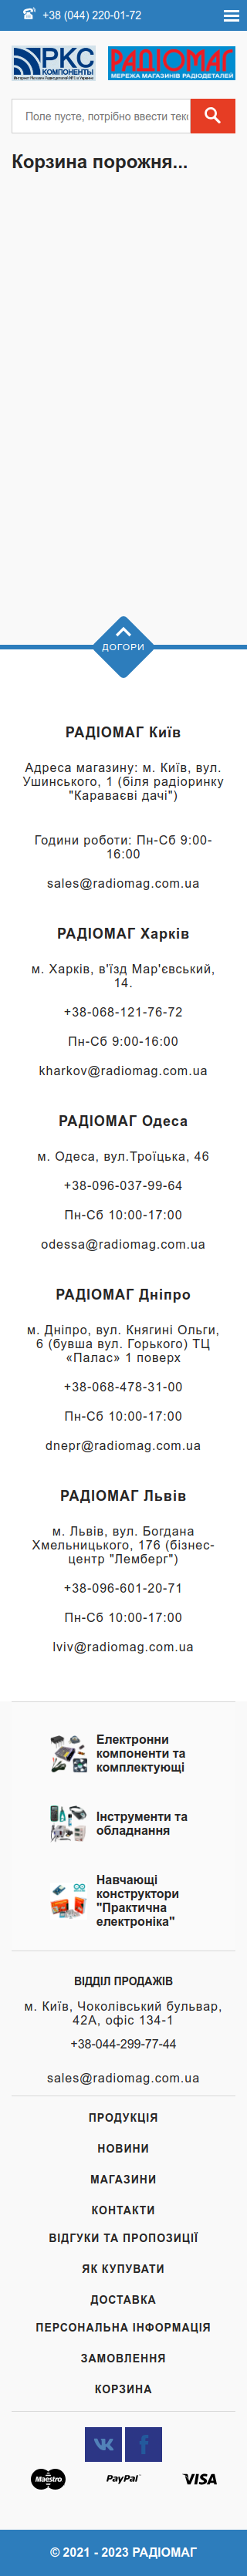 +38 (044) 220-01-72
РКС
КОМПОНЕНТЫ
РАДІОМАГ
МЕРЕЖА МАГАЗИНІВ РАДІОДЕТАЛЕЙ
Поле пусте, потрібно ввести текс
Корзина порожня...
ДОГОРИ
РАДІОМАГ Київ
Адреса магазину: м. Київ, вул.
Ушинського, 1 (біля радіоринку
"Караваєві дачі")
Години роботи: Пн-Сб 9:00-
16:00
sales@radiomag.com.ua
РАДІОМАГ Харків
м. Харків, в'їзд Мар'євський,
14.
+38-068-121-76-72
Пн-Сб 9:00-16:00
kharkov@radiomag.com.ua
РАДІОМАГ Одеса
м. Одеса, вул.Троїцька, 46
+38-096-037-99-64
Пн-Сб 10:00-17:00
odessa@radiomag.com.ua
РАДІОМАГ Дніпро
м. Дніпро, вул. Княгині Ольги,
6 (бувша вул. Горького) ТЦ
«Палас» 1 поверх
+38-068-478-31-00
Пн-Сб 10:00-17:00
dnepr@radiomag.com.ua
РАДІОМАГ Львів
м. Львів, вул. Богдана
Хмельницького, 176 (бізнес-
центр "Лемберг")
+38-096-601-20-71
Пн-Сб 10:00-17:00
lviv@radiomag.com.ua
Електронни
компоненти та
комплектующі
Інструменти та
обладнання
Навчающі
конструктори
"Практична
електроніка"
ВІДДІЛ ПРОДАЖІВ
м. Київ, Чоколівський бульвар,
42А, офіс 134-1
+38-044-299-77-44
sales@radiomag.com.ua
ПРОДУКЦІЯ
НОВИНИ
МАГАЗИНИ
КОНТАКТИ
ВІДГУКИ ТА ПРОПОЗИЦІЇ
ЯК КУПУВАТИ
ДОСТАВКА
ПЕРСОНАЛЬНА ІНФОРМАЦІЯ
ЗАМОВЛЕННЯ
КОРЗИНА
Maestro PayPal VISA
© 2021 - 2023 РАДІОМАГ